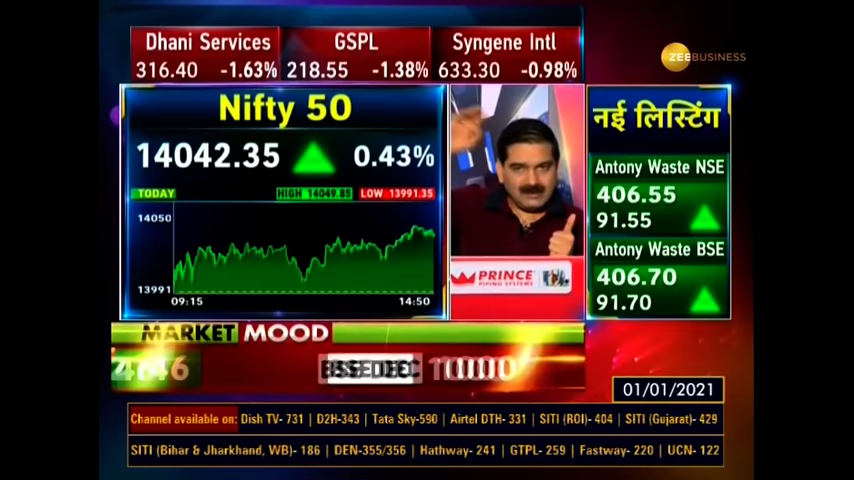 Dhani Services
316.40 -1.63%
GSPL
218.55 -1.38%
Syngene Intl
633.30 -0.98%
ZEEBUSINESS
Nifty 50
14042.35 0.43%
TODAY HIGH 14049.85 LOW 13991.35
14050
13991
09:15 14:50
PRINCE
PIPING SYSTEMS
नई लिस्टिंग
Antony Waste NSE
406.55
91.55
Antony Waste BSE
406.70
91.70
MARKET MOOD
01/01/2021
Channel available on: Dish TV- 731 | D2H-343 | Tata Sky-590 | Airtel DTH- 331 | SITI (ROI)- 404 | SITI (Gujarat)- 429
SITI (Bihar & Jharkhand, WB)- 186 | DEN-355/356 | Hathway- 241 | GTPL- 259 | Fastway- 220 | UCN- 122